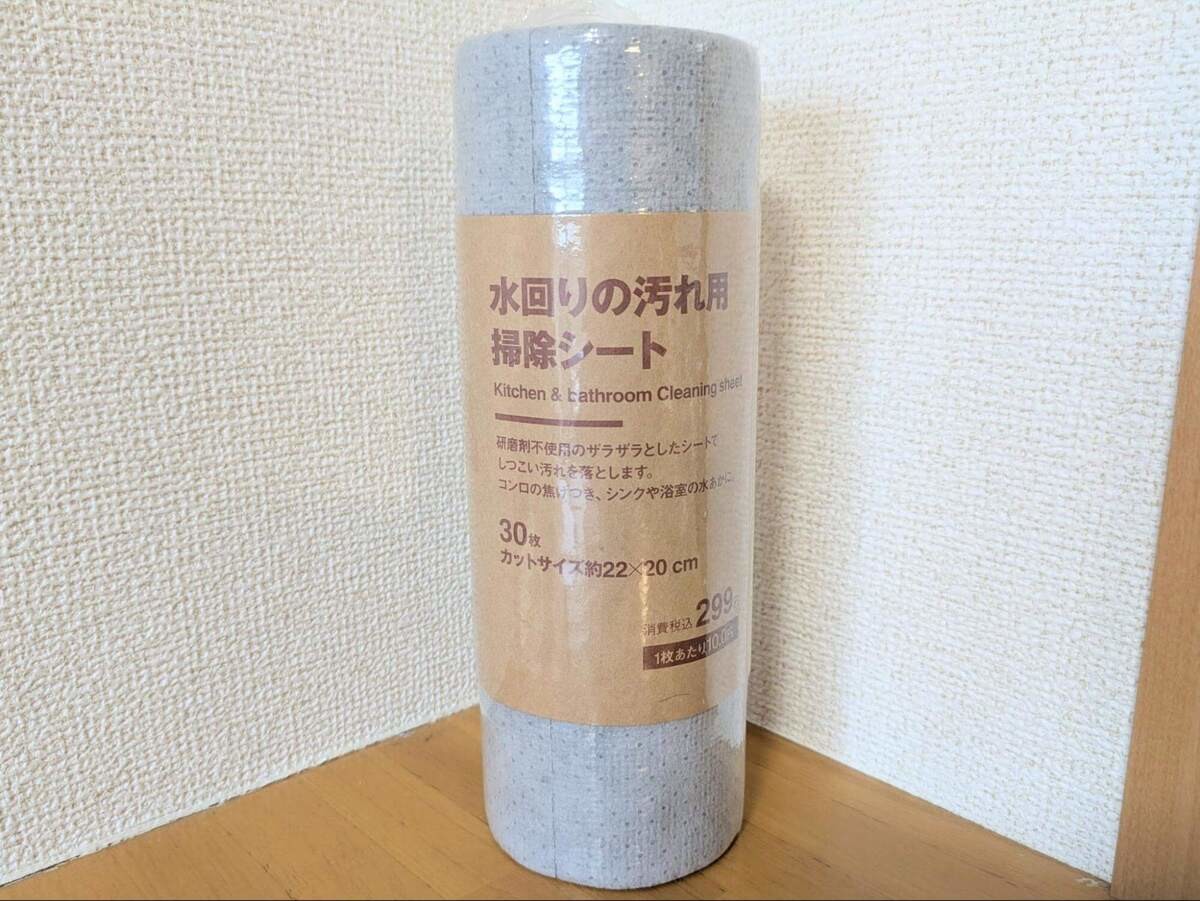 水回りの汚れ用
掃除シート
Kitchen & bathroom Cleaning sheet
研磨剤不使用のザラザラとしたシートで
しつこい汚れを落とします。
コンロの焦げつき、シンクや浴室の水あかに。
30枚
カットサイズ約22×20 cm
消費税込299
1枚あたり10.0円